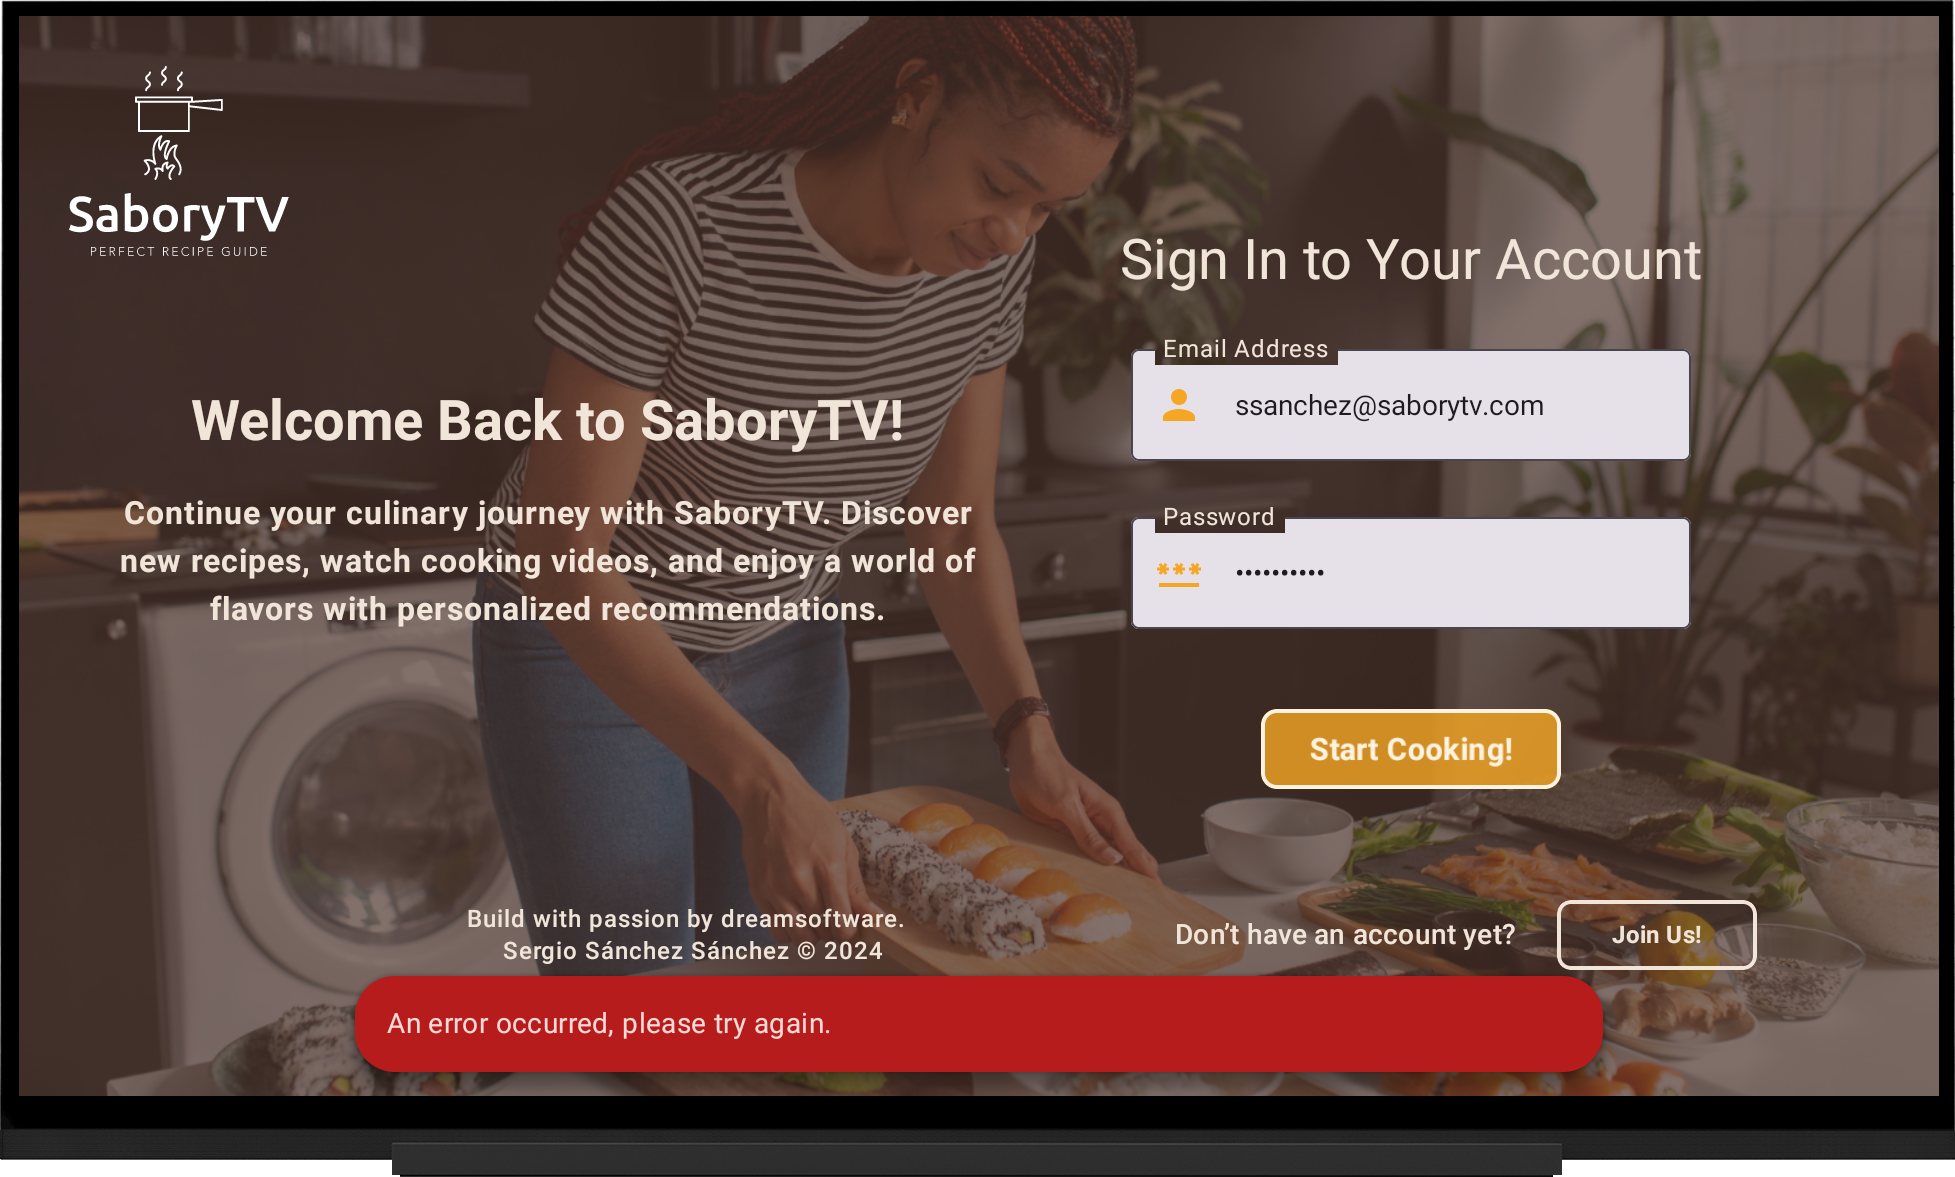 SaboryTV
PERFECT RECIPE GUIDE
Welcome Back to SaboryTV!
Continue your culinary journey with SaboryTV. Discover
new recipes, watch cooking videos, and enjoy a world of
flavors with personalized recommendations.
Build with passion by dreamsoftware.
Sergio Sánchez Sánchez © 2024
Sign In to Your Account
Email Address
ssanchez@saborytv.com
Password
***
••••••••••
Start Cooking!
Don’t have an account yet?
Join Us!
An error occurred, please try again.